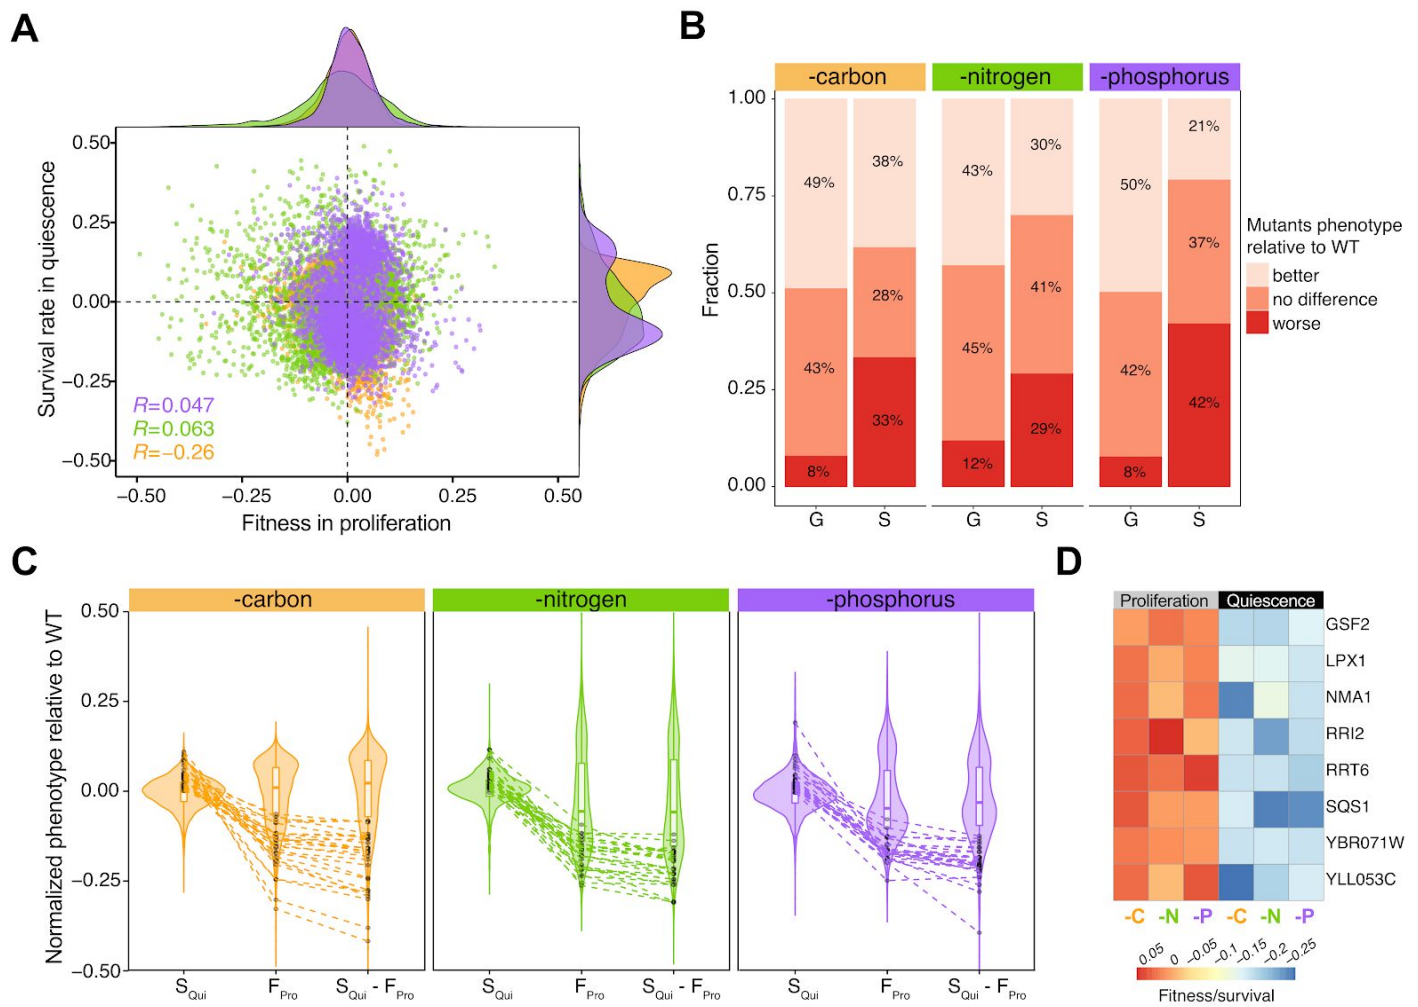 A
0.50
0.25
0.00
−0.25
−0.50
Survival rate in quiescence
R=0.047
R=0.063
R=−0.26
−0.50 −0.25 0.00 0.25 0.50
Fitness in proliferation
B
-carbon -nitrogen -phosphorus
1.00
0.75
0.50
0.25
0.00
Fraction
49% 38% 43% 30% 50% 21%
43% 28% 45% 41% 42% 37%
8% 33% 12% 29% 8% 42%
G S G S G S
Mutants phenotype
relative to WT
better
no difference
worse
C
-carbon -nitrogen -phosphorus
0.50
0.25
0.00
−0.25
−0.50
Normalized phenotype relative to WT
SQui FPro SQui - FPro SQui FPro SQui - FPro SQui FPro SQui - FPro
D
Proliferation Quiescence
GSF2
LPX1
NMA1
RRI2
RRT6
SQS1
YBR071W
YLL053C
-C -N -P -C -N -P
0.05 0 −0.05 −0.1 −0.15 −0.2 −0.25
Fitness/survival